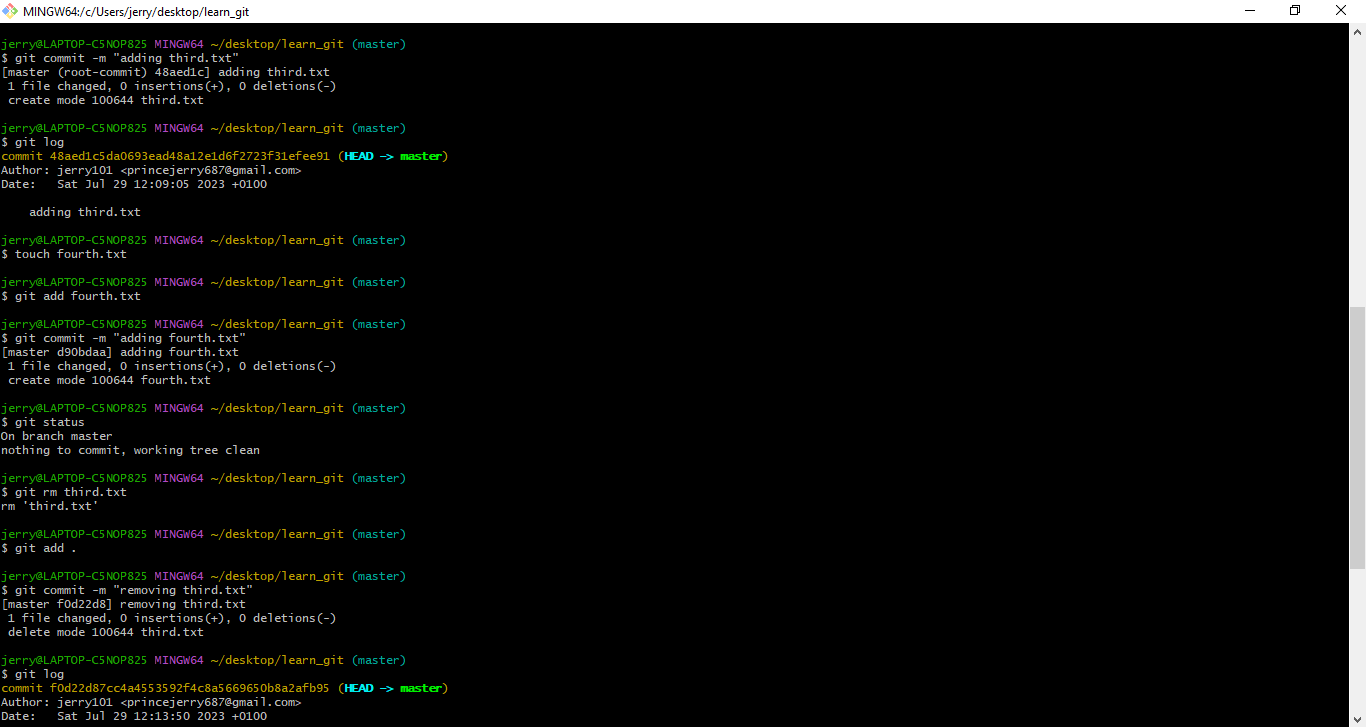 MINGW64:/c/Users/jerry/desktop/learn_git
jerry@LAPTOP-C5NOP825 MINGW64 ~/desktop/learn_git (master)
$ git commit -m "adding third.txt"
[master (root-commit) 48aed1c] adding third.txt
 1 file changed, 0 insertions(+), 0 deletions(-)
 create mode 100644 third.txt
jerry@LAPTOP-C5NOP825 MINGW64 ~/desktop/learn_git (master)
$ git log
commit 48aed1c5da0693ead48a12e1d6f2723f31efee91 (HEAD -> master)
Author: jerry101 <princejerry687@gmail.com>
Date:   Sat Jul 29 12:09:05 2023 +0100
    adding third.txt
jerry@LAPTOP-C5NOP825 MINGW64 ~/desktop/learn_git (master)
$ touch fourth.txt
jerry@LAPTOP-C5NOP825 MINGW64 ~/desktop/learn_git (master)
$ git add fourth.txt
jerry@LAPTOP-C5NOP825 MINGW64 ~/desktop/learn_git (master)
$ git commit -m "adding fourth.txt"
[master d90bdaa] adding fourth.txt
 1 file changed, 0 insertions(+), 0 deletions(-)
 create mode 100644 fourth.txt
jerry@LAPTOP-C5NOP825 MINGW64 ~/desktop/learn_git (master)
$ git status
On branch master
nothing to commit, working tree clean
jerry@LAPTOP-C5NOP825 MINGW64 ~/desktop/learn_git (master)
$ git rm third.txt
rm 'third.txt'
jerry@LAPTOP-C5NOP825 MINGW64 ~/desktop/learn_git (master)
$ git add .
jerry@LAPTOP-C5NOP825 MINGW64 ~/desktop/learn_git (master)
$ git commit -m "removing third.txt"
[master f0d22d8] removing third.txt
 1 file changed, 0 insertions(+), 0 deletions(-)
 delete mode 100644 third.txt
jerry@LAPTOP-C5NOP825 MINGW64 ~/desktop/learn_git (master)
$ git log
commit f0d22d87cc4a4553592f4c8a5669650b8a2afb95 (HEAD -> master)
Author: jerry101 <princejerry687@gmail.com>
Date:   Sat Jul 29 12:13:50 2023 +0100